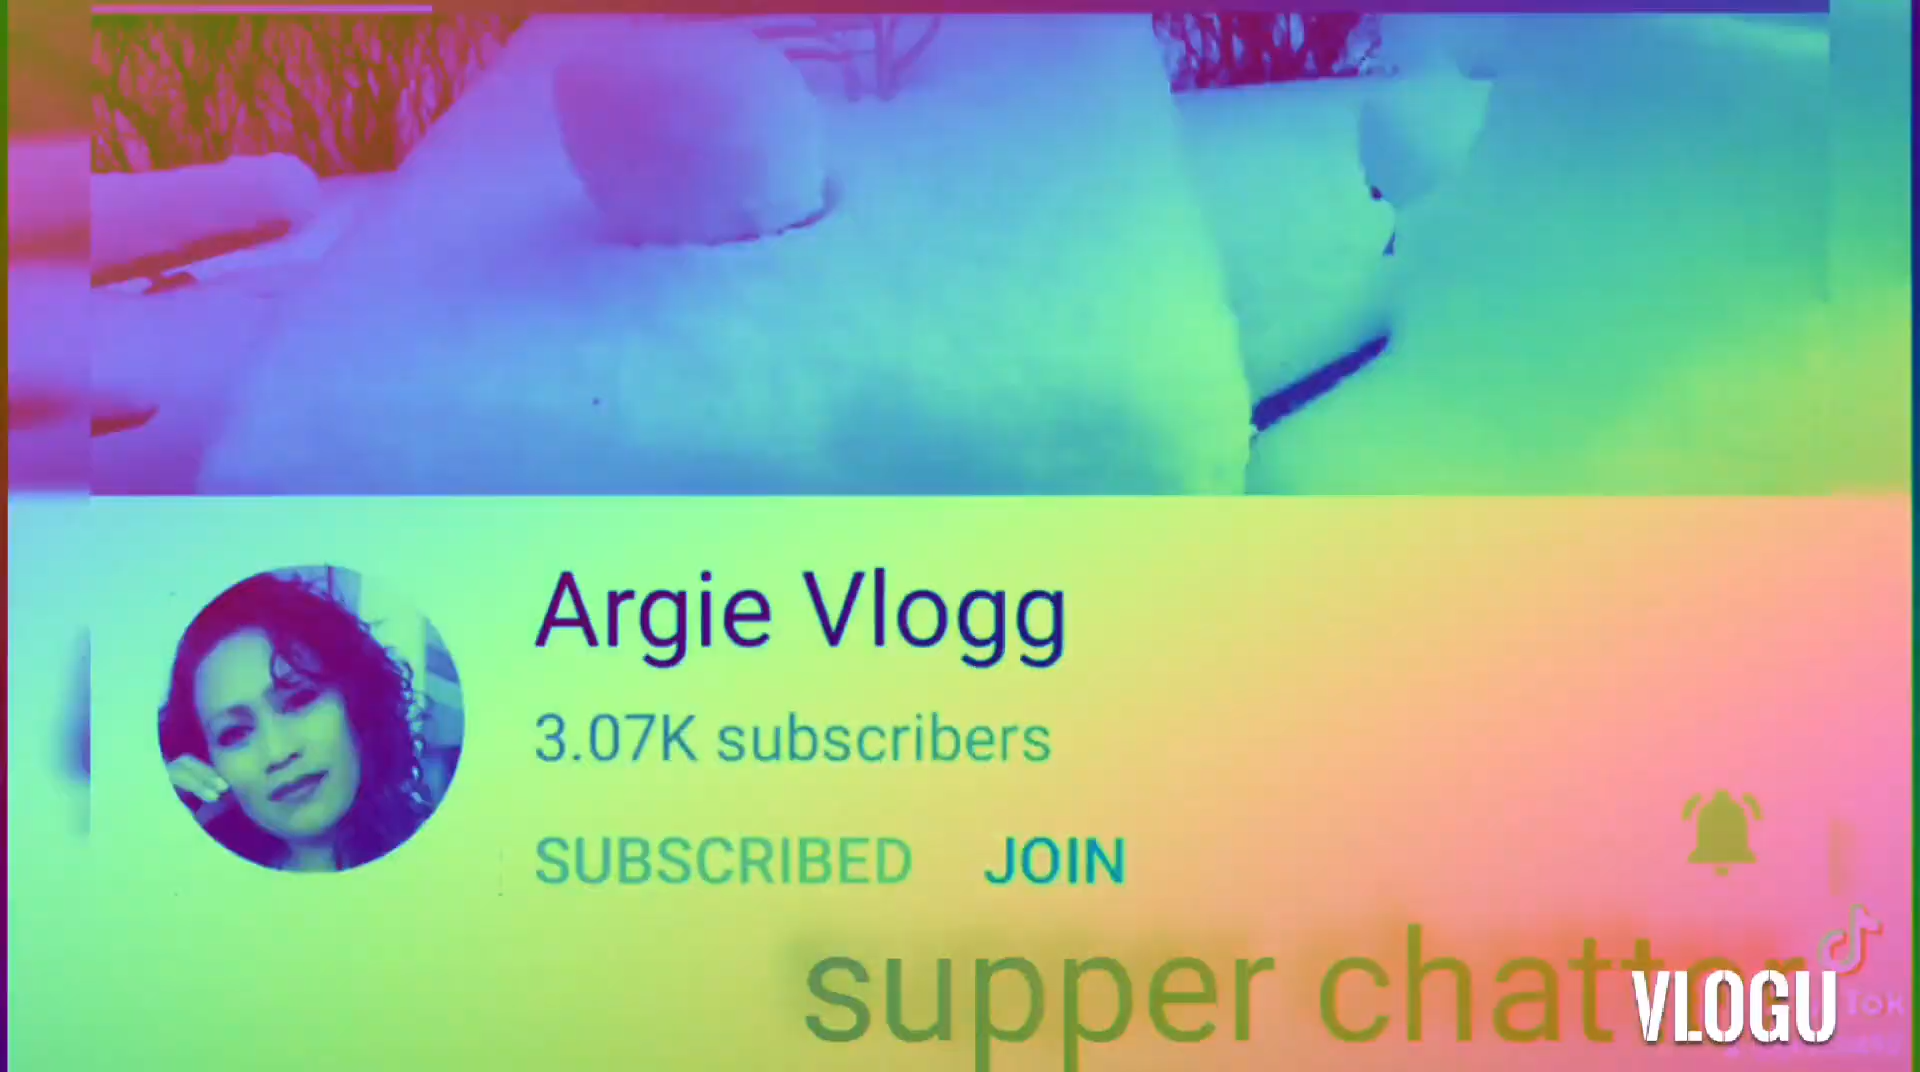 Argie Vlogg
3.07K subscribers
SUBSCRIBED JOIN
supper chatter
VLOGU